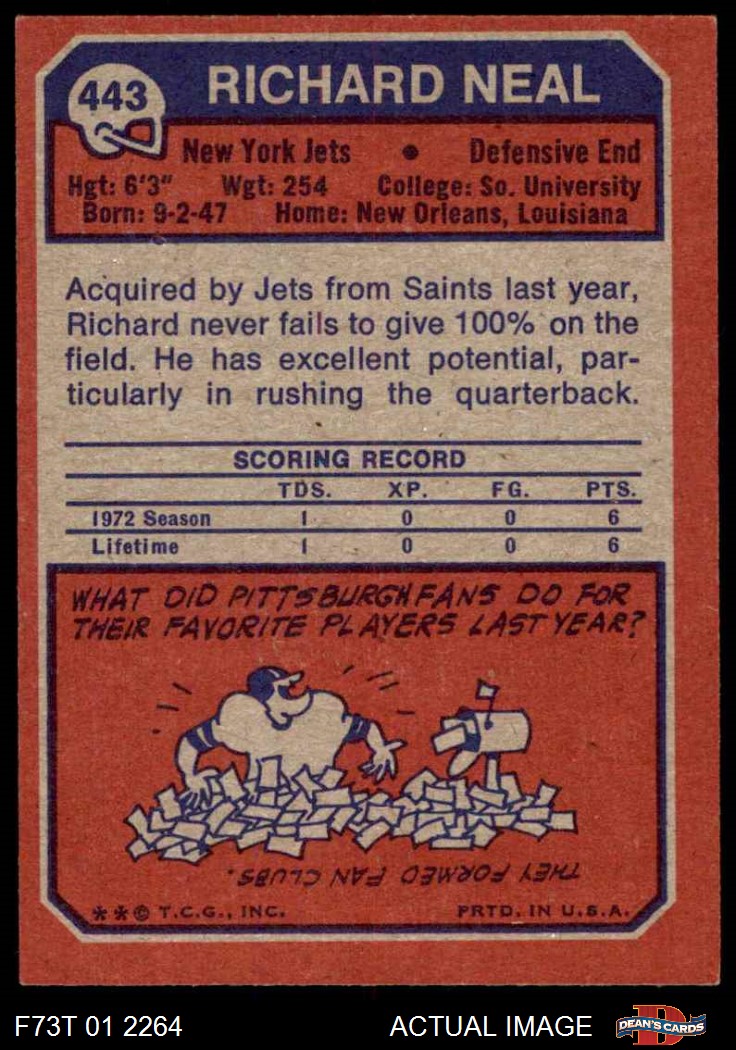 443
RICHARD NEAL
New York Jets • Defensive End
Hgt: 6'3" Wgt: 254 College: So. University
Born: 9-2-47 Home: New Orleans, Louisiana
Acquired by Jets from Saints last year,
Richard never fails to give 100% on the
field. He has excellent potential, par-
ticularly in rushing the quarterback.
SCORING RECORD
TDS. XP. FG. PTS.
1972 Season 1 0 0 6
Lifetime 1 0 0 6
WHAT DID PITTSBURGH FANS DO FOR
THEIR FAVORITE PLAYERS LAST YEAR?
THEY FORMED FAN CLUBS.
**© T.C.G., INC. PRTD. IN U.S.A.
F73T 01 2264 ACTUAL IMAGE D DEAN'S CARDS